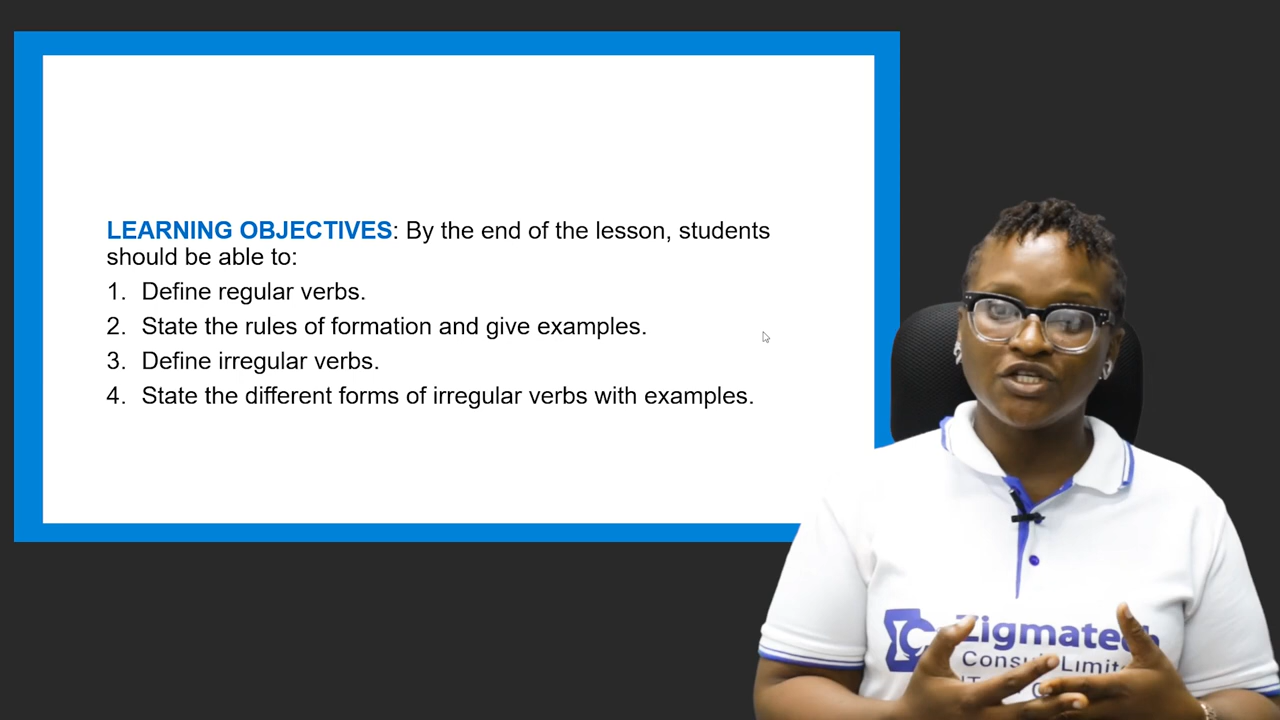 LEARNING OBJECTIVES: By the end of the lesson, students
should be able to:
1. Define regular verbs.
2. State the rules of formation and give examples.
3. Define irregular verbs.
4. State the different forms of irregular verbs with examples.
Zigmatech